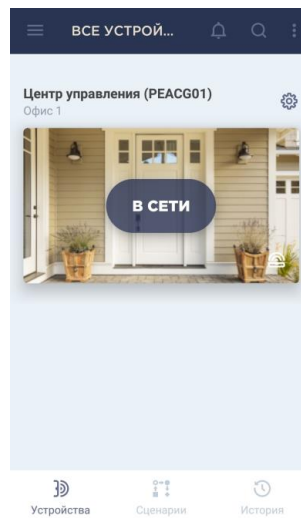 ВСЕ УСТРОЙ...
Центр управления (PEACG01)
Офис 1
В СЕТИ
Устройства Сценарии История